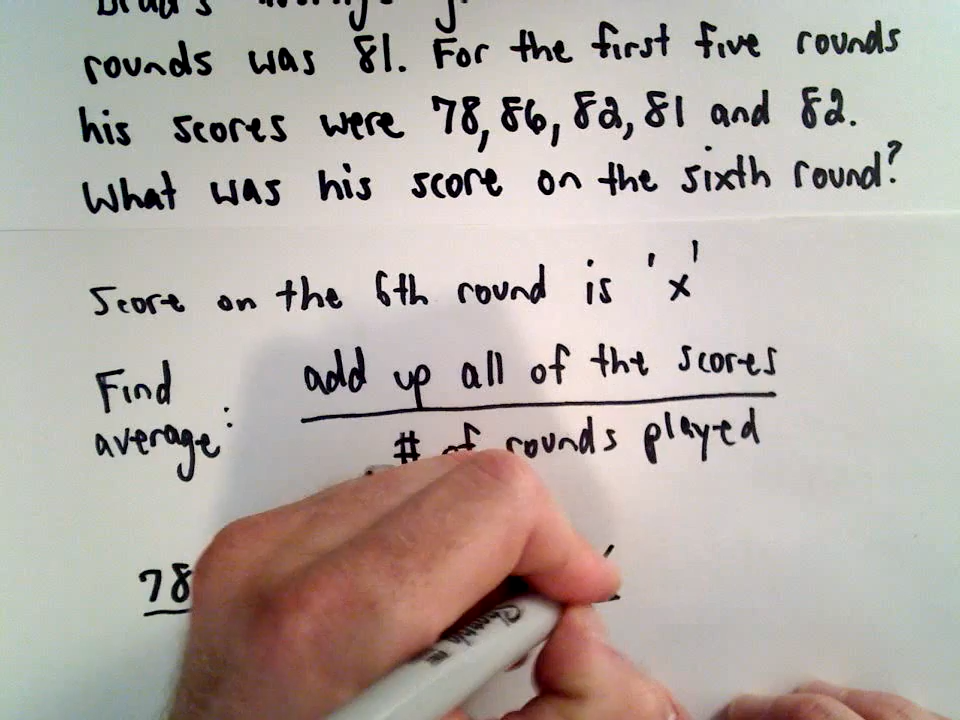 rounds was 81. For the first five rounds
his scores were 78, 86, 82, 81 and 82.
What was his score on the sixth round?
Score on the 6th round is 'x'
Find average: add up all of the scores
# of rounds played
78